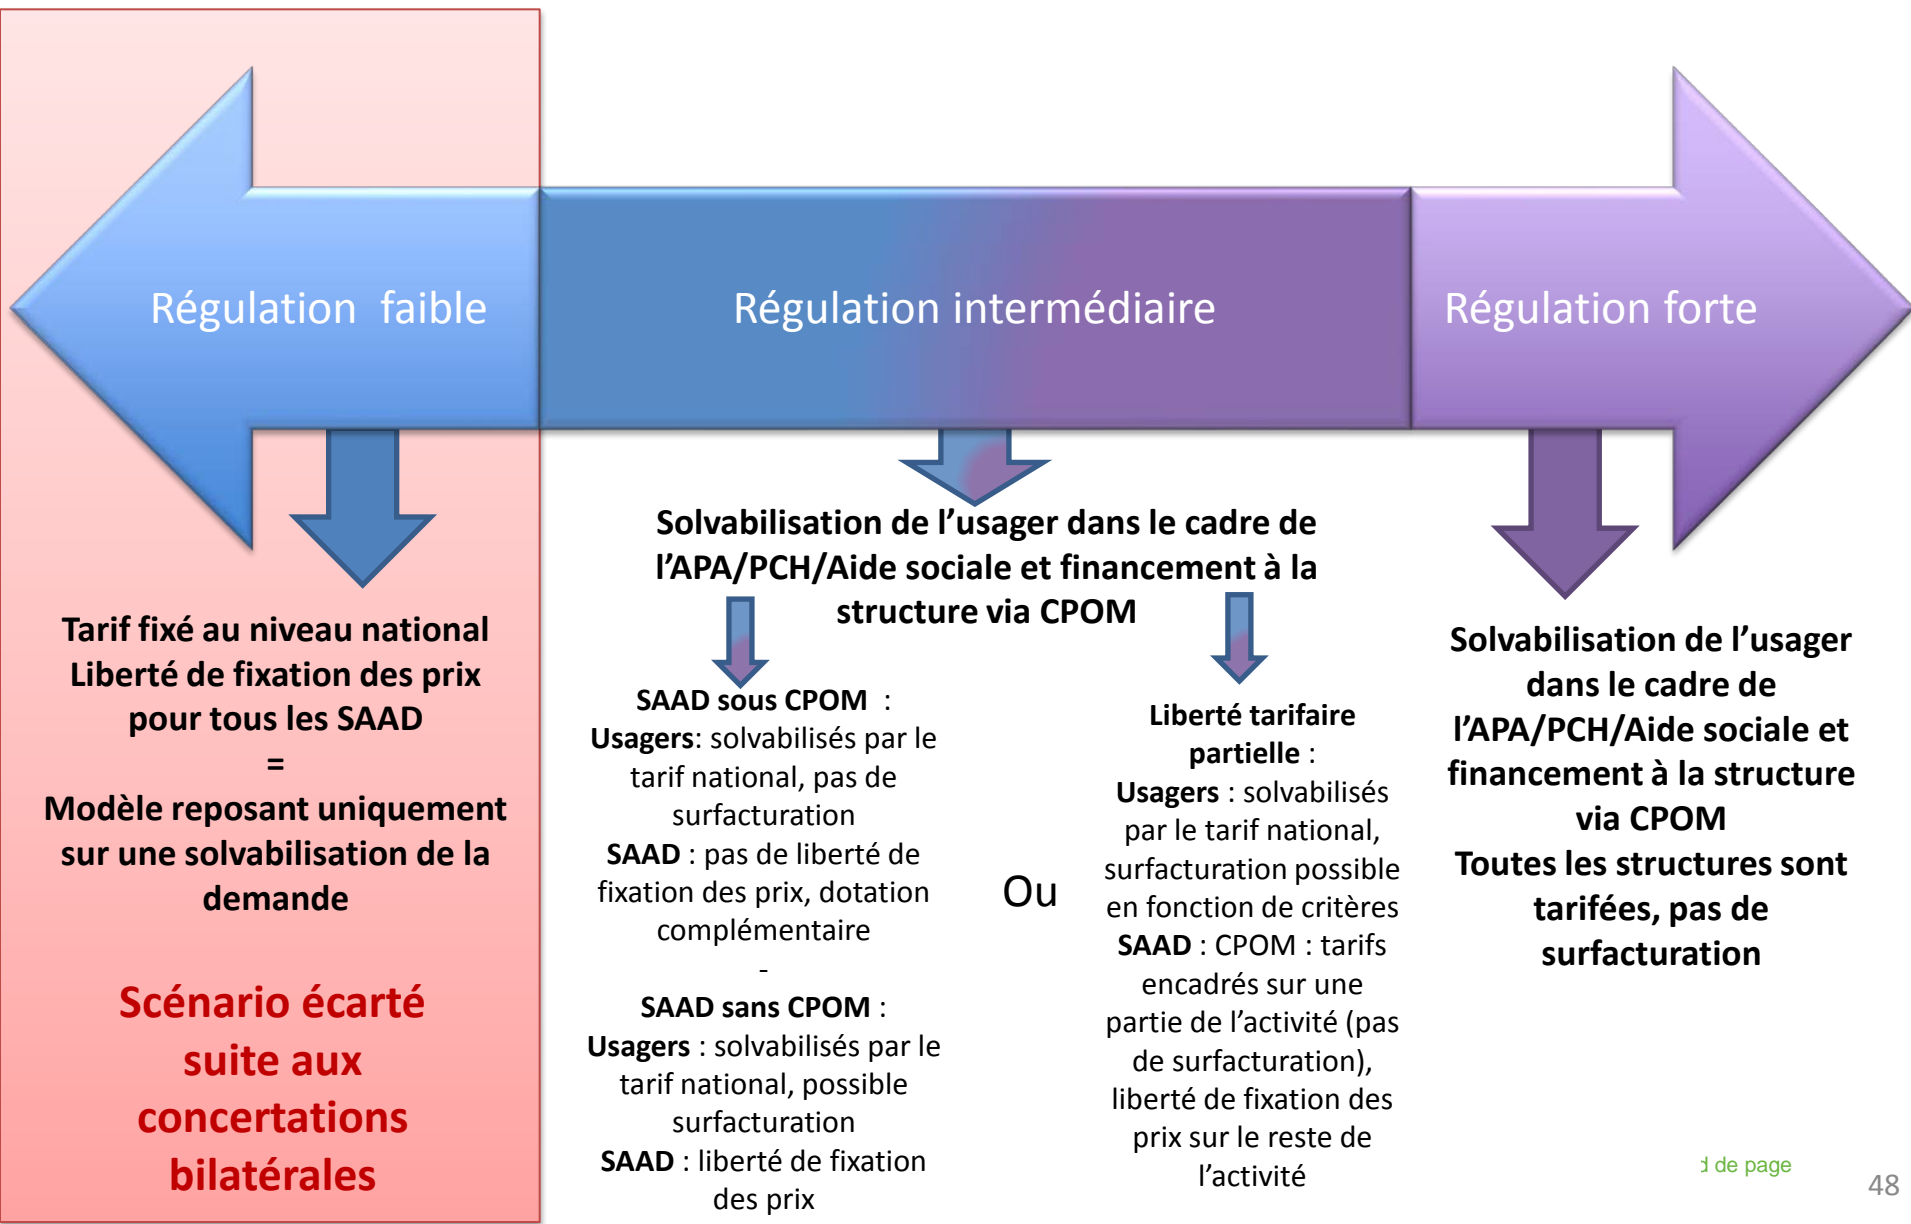 Régulation faible
Régulation intermédiaire
Régulation forte
Tarif fixé au niveau national
Liberté de fixation des prix
pour tous les SAAD
=
Modèle reposant uniquement
sur une solvabilisation de la
demande
Scénario écarté
suite aux
concertations
bilatérales
Solvabilisation de l’usager dans le cadre de
l’APA/PCH/Aide sociale et financement à la
structure via CPOM
SAAD sous CPOM :
Usagers: solvabilisés par le
tarif national, pas de
surfacturation
SAAD : pas de liberté de
fixation des prix, dotation
complémentaire
-
SAAD sans CPOM :
Usagers : solvabilisés par le
tarif national, possible
surfacturation
SAAD : liberté de fixation
des prix
Ou
Liberté tarifaire
partielle :
Usagers : solvabilisés
par le tarif national,
surfacturation possible
en fonction de critères
SAAD : CPOM : tarifs
encadrés sur une
partie de l’activité (pas
de surfacturation),
liberté de fixation des
prix sur le reste de
l’activité
Solvabilisation de l’usager
dans le cadre de
l’APA/PCH/Aide sociale et
financement à la structure
via CPOM
Toutes les structures sont
tarifées, pas de
surfacturation
de page
48